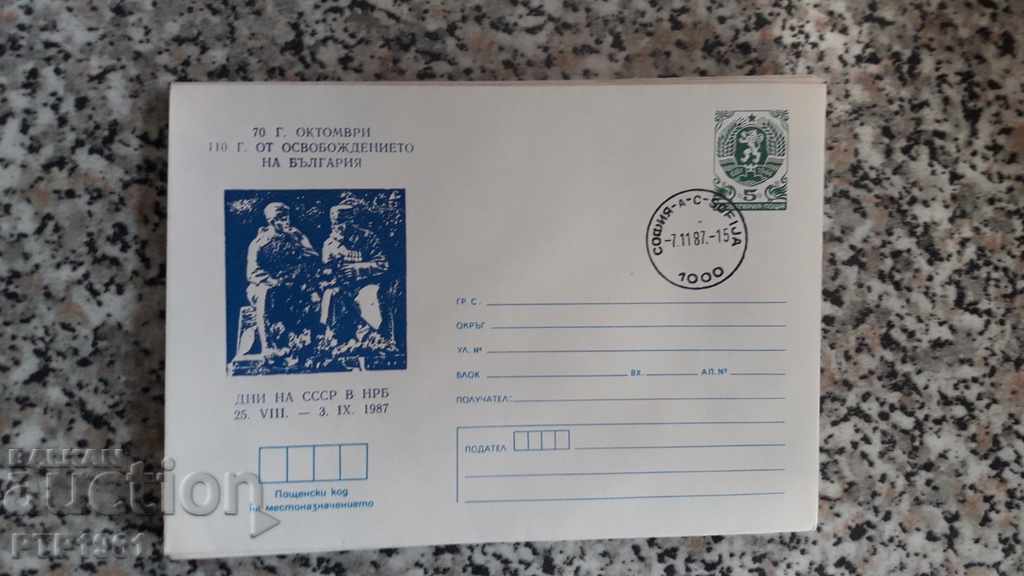 70 Г. ОКТОМВРИ
110 Г. ОТ ОСВОБОЖДЕНИЕТО
НА БЪЛГАРИЯ
5
СОФИЯ-А-С-SOFIJA
-7.11.87.-15
1000
ДНИ НА СССР В НРБ
25. VIII. — 3. IX. 1987
Пощенски код
на местоназначението
ГР. С.
ОКРЪГ
УЛ. №
БЛОК ВХ. АП. №
ПОЛУЧАТЕЛ:
ПОДАТЕЛ
BALKAN
auction
PTP1981